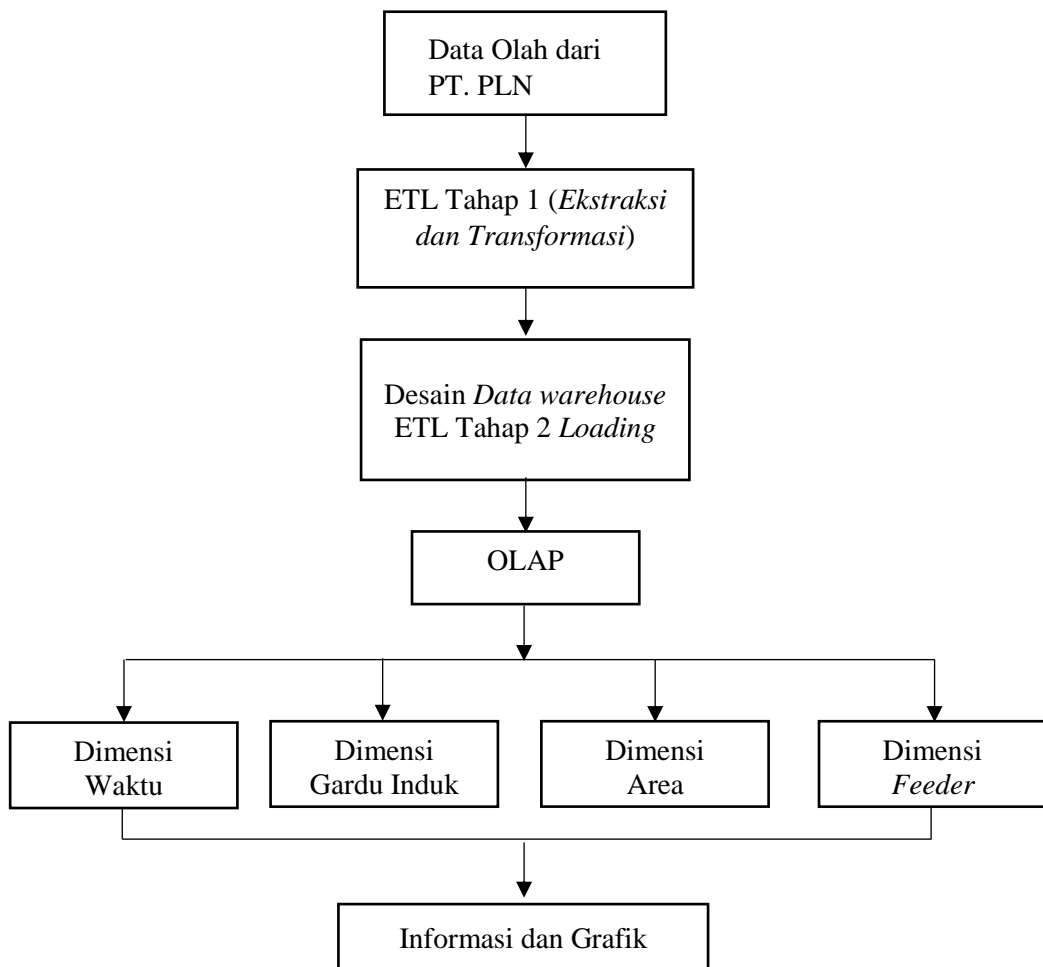 Data Olah dari
PT. PLN
ETL Tahap 1 (Ekstraksi
dan Transformasi)
Desain Data warehouse
ETL Tahap 2 Loading
OLAP
Dimensi
Waktu
Dimensi
Gardu Induk
Dimensi
Area
Dimensi
Feeder
Informasi dan Grafik